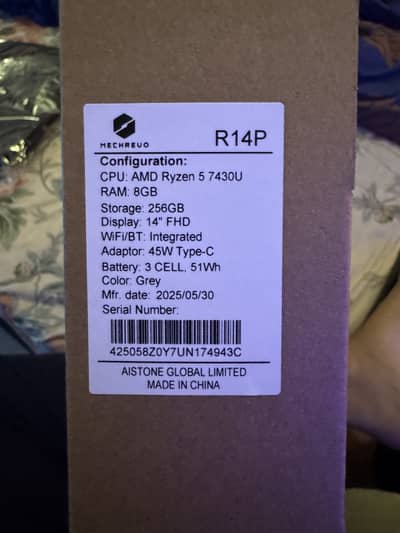 MECHREVO
R14P
Configuration:
CPU: AMD Ryzen 5 7430U
RAM: 8GB
Storage: 256GB
Display: 14" FHD
WiFi/BT: Integrated
Adaptor: 45W Type-C
Battery: 3 CELL, 51Wh
Color: Grey
Mfr. date: 2025/05/30
Serial Number:
425058Z0Y7UN174943C
AISTONE GLOBAL LIMITED
MADE IN CHINA